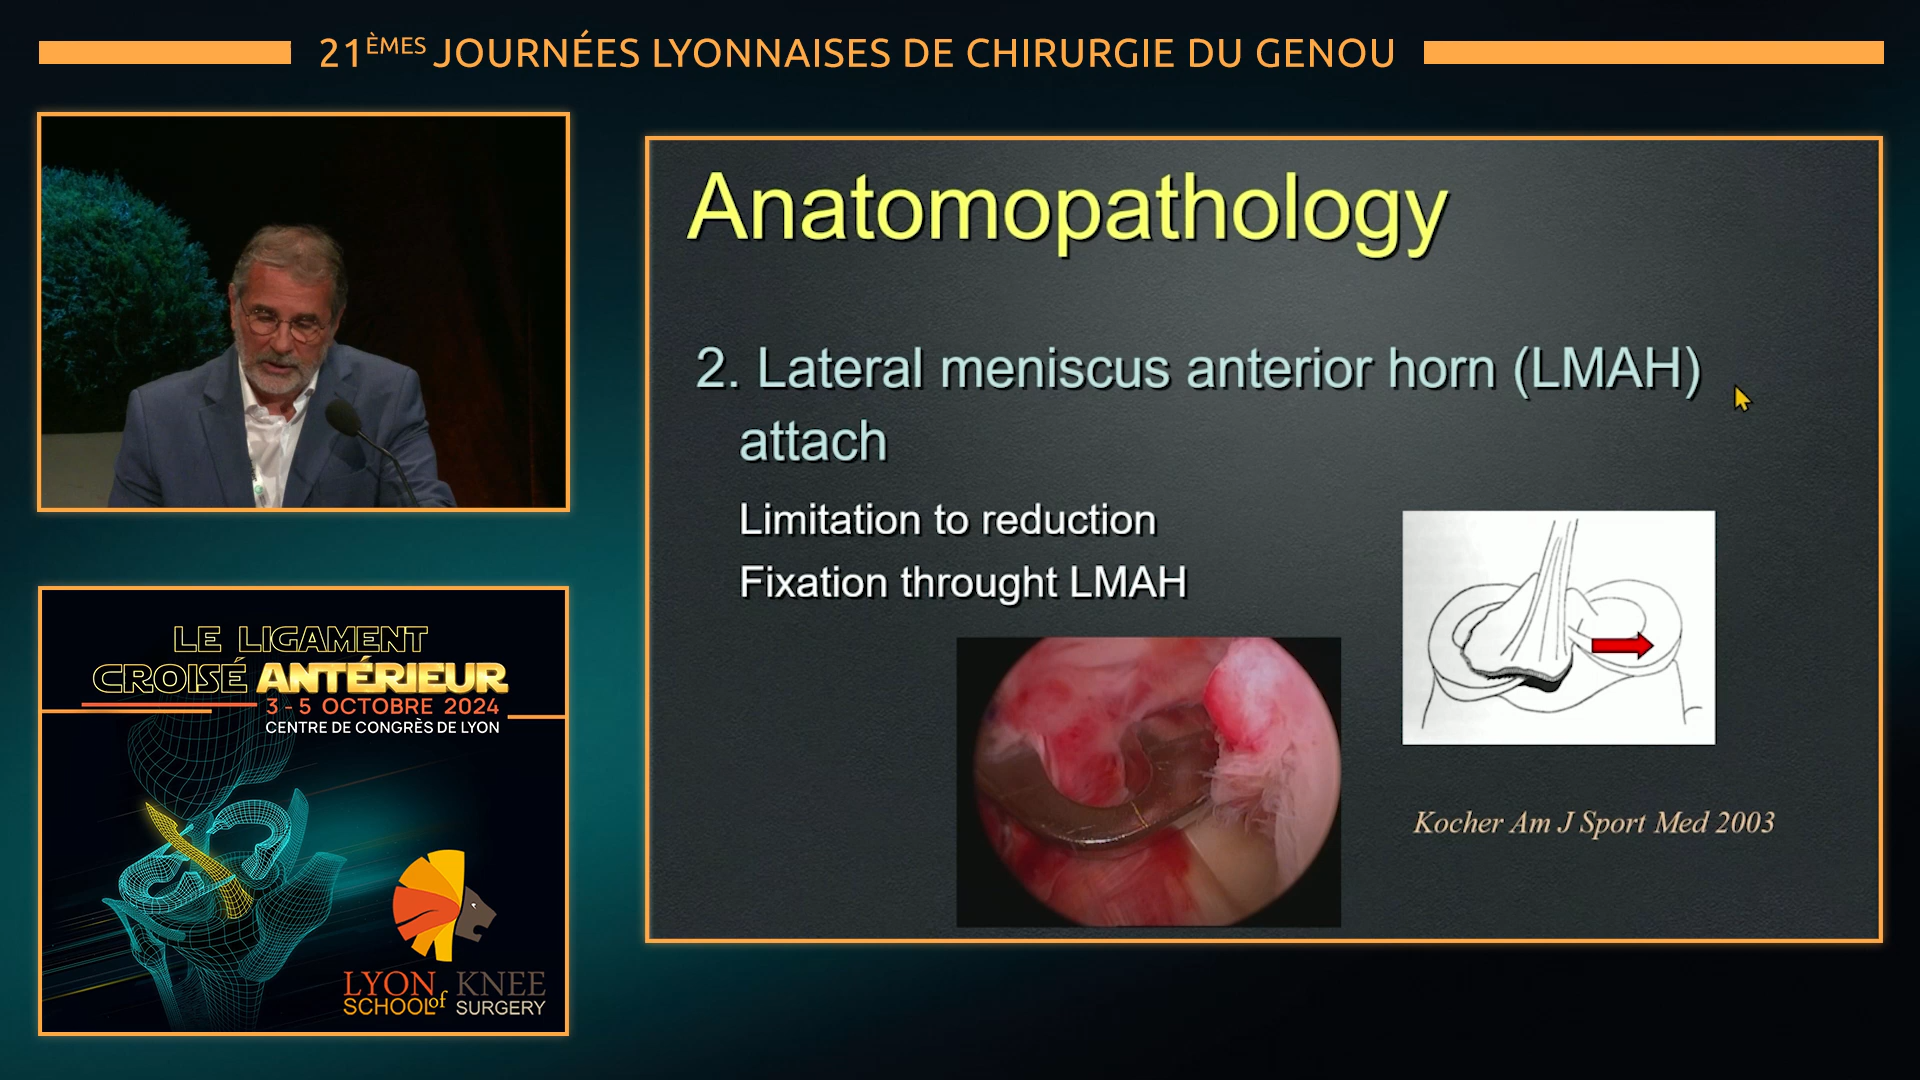 21ÈMES JOURNÉES LYONNAISES DE CHIRURGIE DU GENOU
Anatomopathology
2. Lateral meniscus anterior horn (LMAH)
attach
Limitation to reduction
Fixation throught LMAH
Kocher Am J Sport Med 2003
LE LIGAMENT
CROISÉ ANTÉRIEUR
3 - 5 OCTOBRE 2024
CENTRE DE CONGRÈS DE LYON
LYON KNEE
SCHOOL of SURGERY